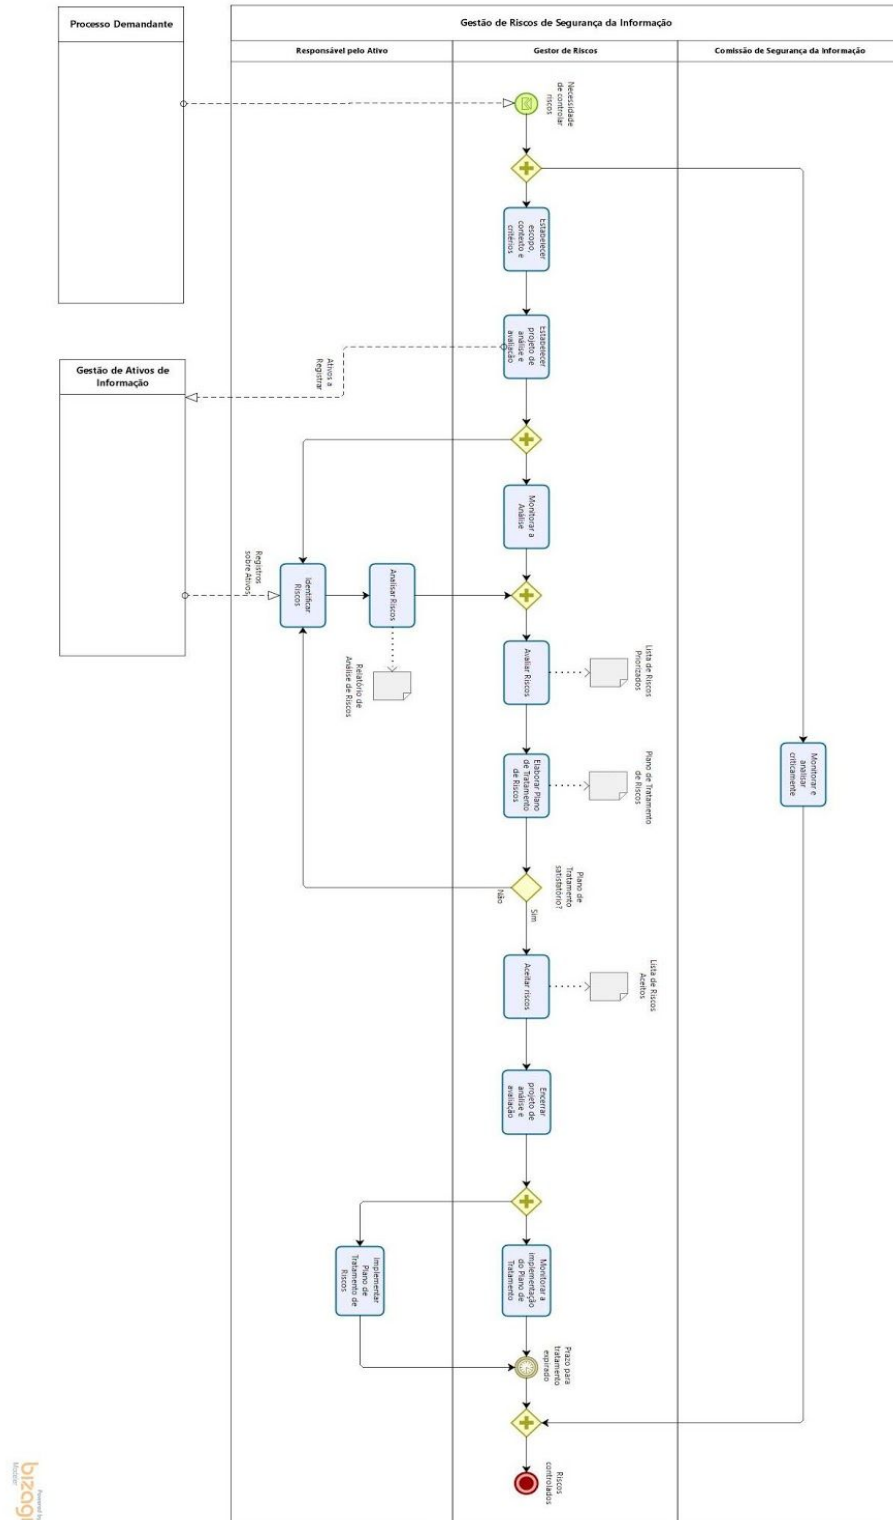 Processo Demandante
Gestão de Riscos de Segurança da Informação
Responsável pelo Ativo
Gestor de Riscos
Comissão de Segurança da Informação
Necessidade
de controlar
riscos
Estabelecer
escopo,
contexto e
critérios
Estabelecer
projeto de
análise e
avaliação
Ativos a
Registrar
Gestão de Ativos de
Informação
Monitorar a
Análise
Registros
sobre Ativos
Identificar
Riscos
Analisar Riscos
Relatório de
Análise de Riscos
Avaliar Riscos
Lista de Riscos
Priorizados
Elaborar Plano
de Tratamento
de Riscos
Plano de Tratamento
de Riscos
Monitorar e
analisar
criticamente
Plano de
Tratamento
satisfatório?
Não
Sim
Aceitar riscos
Lista de Riscos
Aceitos
Encerrar
projeto de
análise e
avaliação
Implementar
Plano de
Tratamento de
Riscos
Monitorar a
implementação
do Plano de
Tratamento
Prazo para
tratamento
expirado
Riscos
controlados
Powered by
bizagi
Modeler